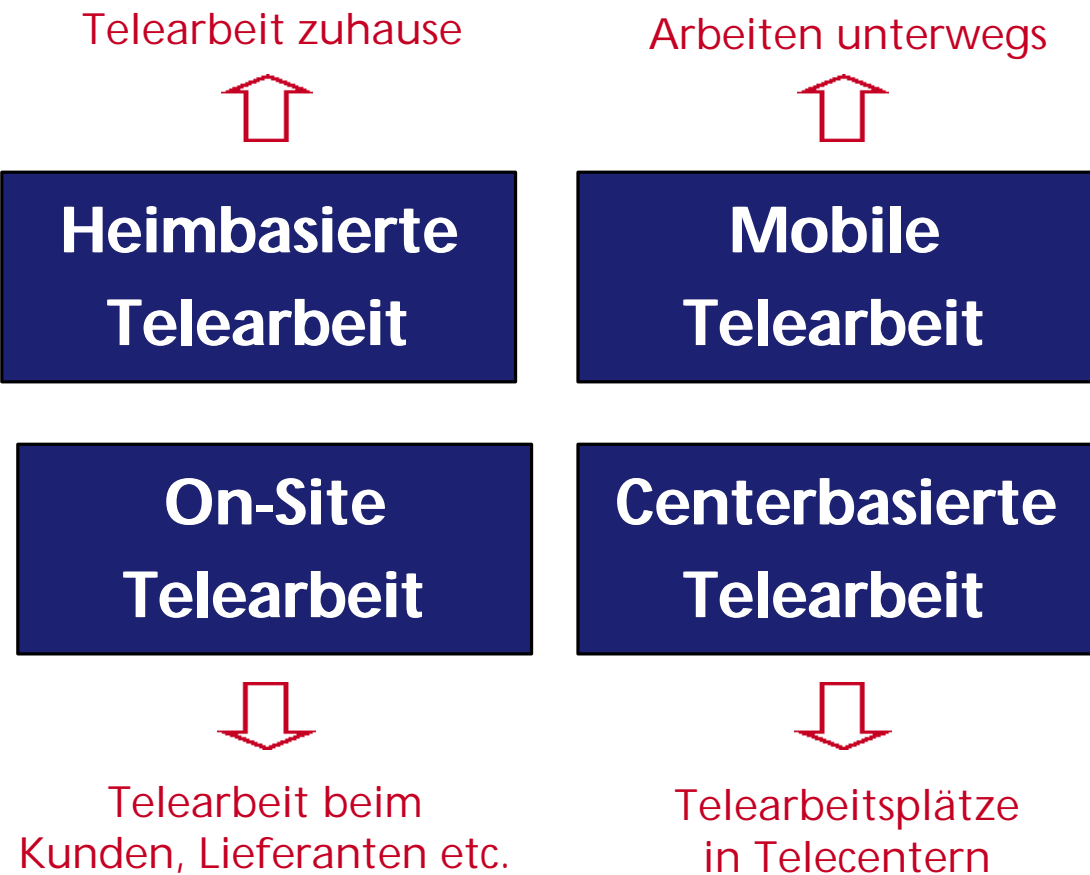 Telearbeit zuhause
Arbeiten unterwegs
Heimbasierte
Telearbeit
Mobile
Telearbeit
On-Site
Telearbeit
Centerbasierte
Telearbeit
Telearbeit beim
Kunden, Lieferanten etc.
Telearbeitsplätze
in Telecentern